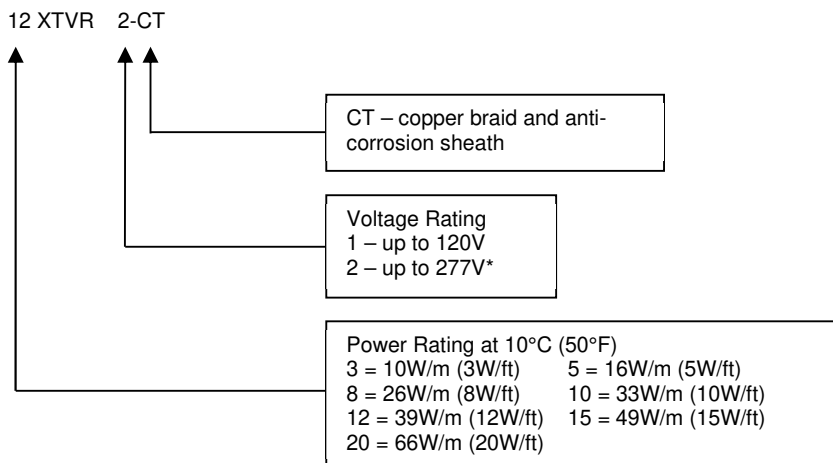 12 XTVR 2-CT
CT – copper braid and anti-
corrosion sheath
Voltage Rating
1 – up to 120V
2 – up to 277V*
Power Rating at 10°C (50°F)
3 = 10W/m (3W/ft) 5 = 16W/m (5W/ft)
8 = 26W/m (8W/ft) 10 = 33W/m (10W/ft)
12 = 39W/m (12W/ft) 15 = 49W/m (15W/ft)
20 = 66W/m (20W/ft)